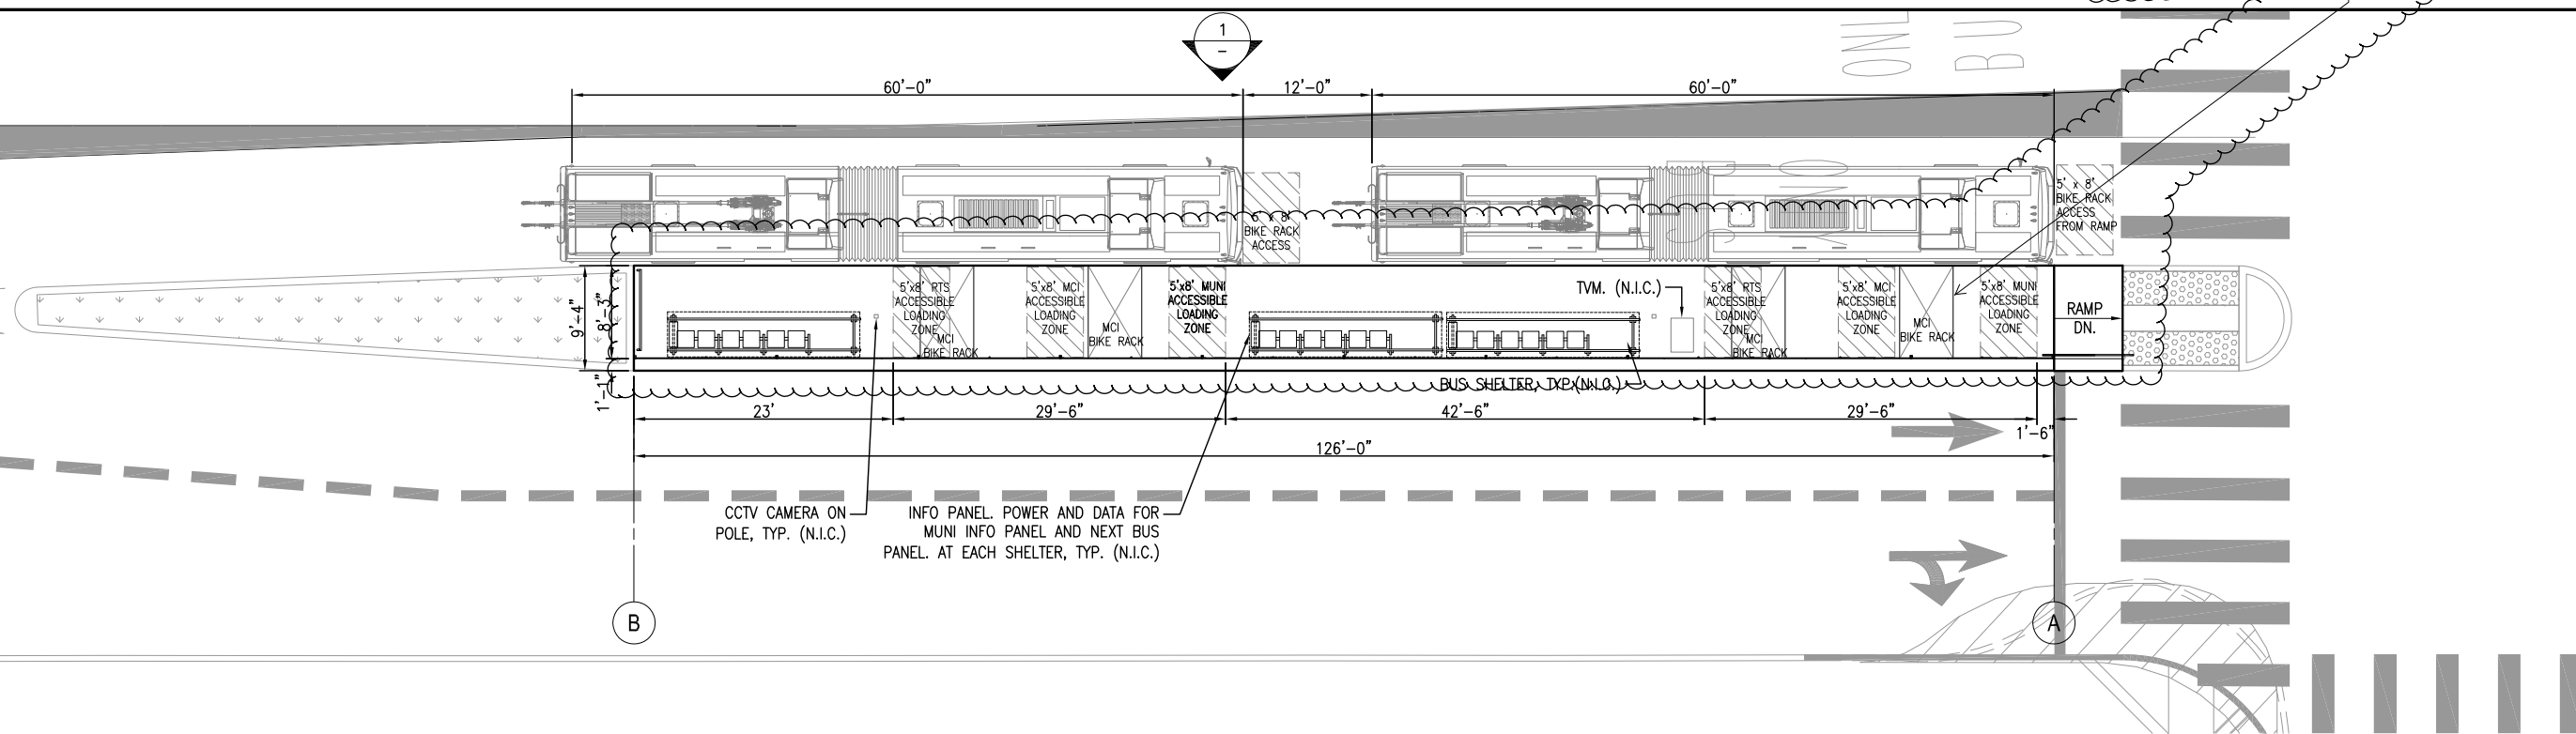 1
-
ONL
BU
60'-0"
12'-0"
60'-0"
5' x 8'
BIKE RACK
ACCESS
5' x 8'
BIKE RACK
ACCESS
FROM RAMP
9'-4"
8'-3"
1'-1"
5'x8' RTS
ACCESSIBLE
LOADING
ZONE
MCI
BIKE RACK
5'x8' MCI
ACCESSIBLE
LOADING
ZONE
MCI
BIKE RACK
5'x8' MUNI
ACCESSIBLE
LOADING
ZONE
TVM. (N.I.C.)
5'x8' RTS
ACCESSIBLE
LOADING
ZONE
MCI
BIKE RACK
5'x8' MCI
ACCESSIBLE
LOADING
ZONE
MCI
BIKE RACK
5'x8' MUNI
ACCESSIBLE
LOADING
ZONE
RAMP
DN.
BUS SHELTER, TYP.(N.I.C.)
23'
29'-6"
42'-6"
29'-6"
1'-6"
126'-0"
CCTV CAMERA ON
POLE, TYP. (N.I.C.)
INFO PANEL. POWER AND DATA FOR
MUNI INFO PANEL AND NEXT BUS
PANEL. AT EACH SHELTER, TYP. (N.I.C.)
B
A